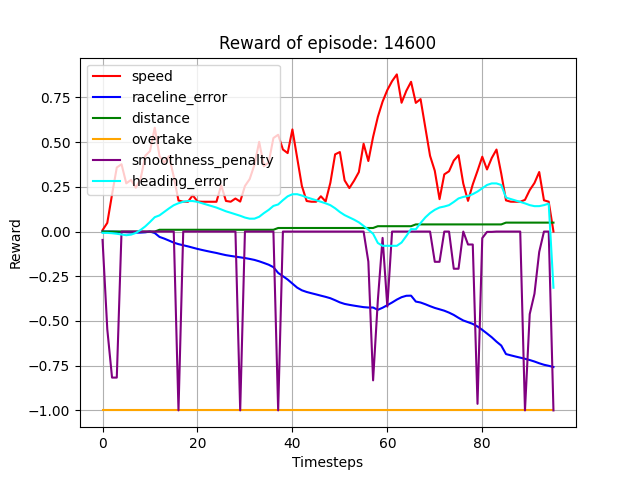 Reward of episode: 14600
speed
raceline_error
distance
overtake
smoothness_penalty
heading_error
0.75
0.50
0.25
0.00
−0.25
−0.50
−0.75
−1.00
Reward
0 20 40 60 80
Timesteps